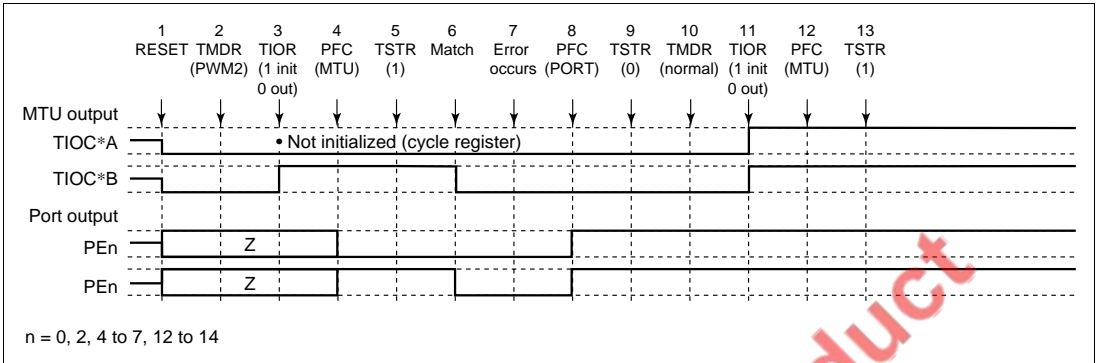 1 2 3 4 5 6 7 8 9 10 11 12 13
RESET TMDR TIOR PFC TSTR Match Error PFC TSTR TMDR TIOR PFC TSTR
(PWM2) (1 init (MTU) (1) occurs (PORT) (0) (normal) (1 init (MTU) (1)
0 out) 0 out)
MTU output
TIOC*A • Not initialized (cycle register)
TIOC*B
Port output
PEn Z
PEn Z
n = 0, 2, 4 to 7, 12 to 14
duct